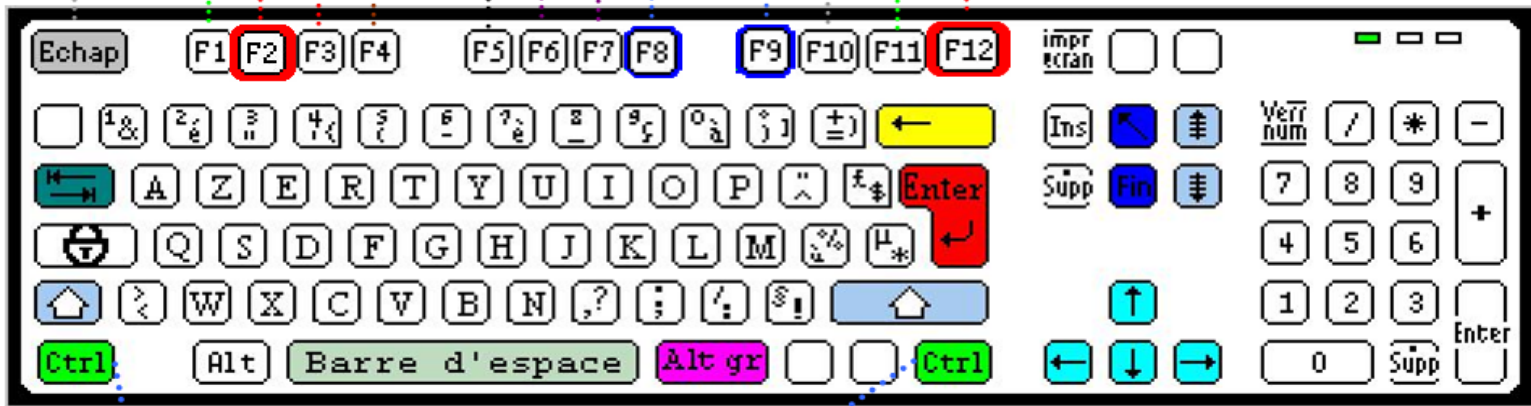 Echap F1 F2 F3 F4 F5 F6 F7 F8 F9 F10 F11 F12 impr ecran
1 & 2 é 3 " 4 ' { 5 ( 6 - 7 è 8 _ 9 ç 0 à ) ] + = } ← Ins ↖ Verr num / * -
A Z E R T Y U I O P ¨ ^ £ $ Enter Supp Fin 7 8 9 +
Q S D F G H J K L M % µ * 4 5 6
> < W X C V B N , ? . ; / : § ! ↑ 1 2 3 Enter
Ctrl Alt Barre d'espace Alt gr Ctrl ← ↓ → 0 Supp